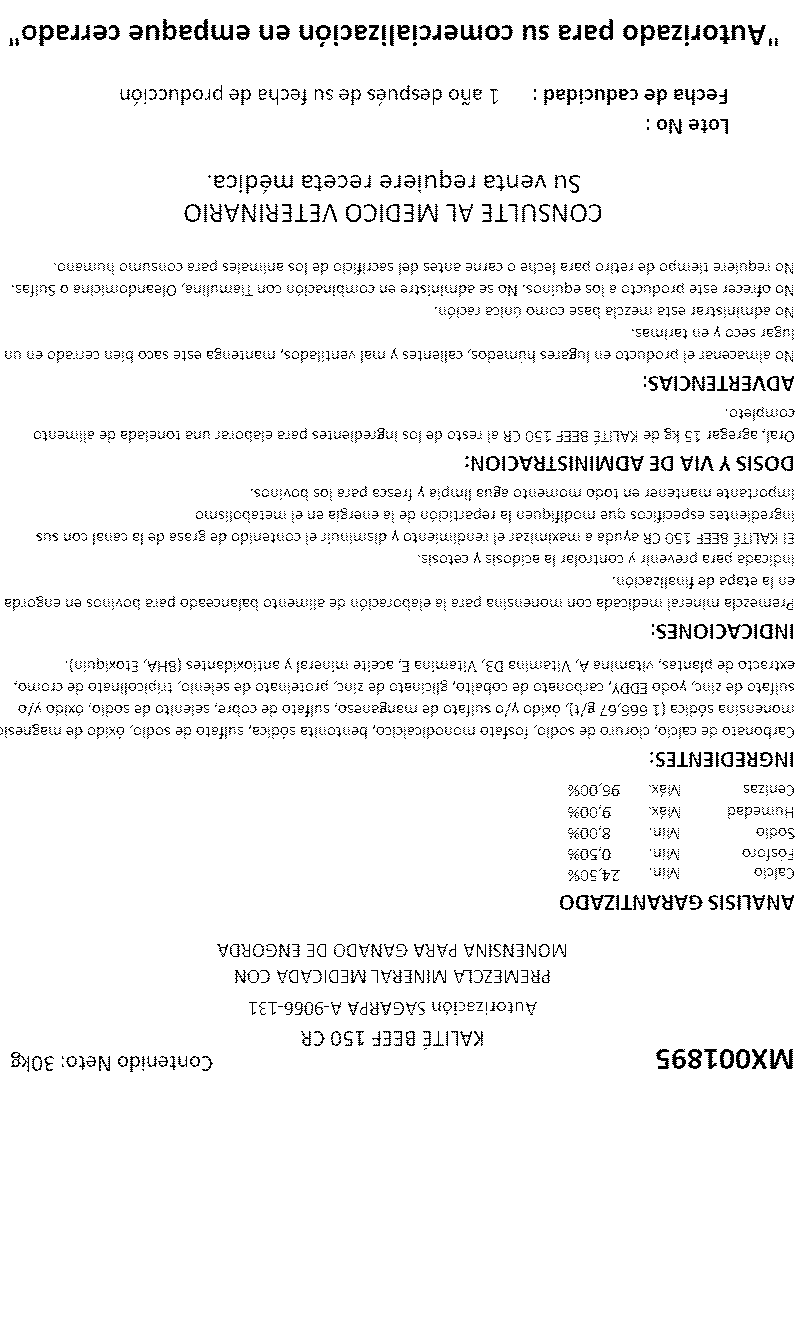 MX001895
Contenido Neto: 30kg
KALITÉ BEEF 150 CR
Autorización SAGARPA A-9066-131
PREMEZCLA MINERAL MEDICADA CON
MONENSINA PARA GANADO DE ENGORDA
ANALISIS GARANTIZADO
Calcio Min. 24,50%
Fósforo Min. 0,50%
Sodio Min. 8,00%
Humedad Máx. 9,00%
Cenizas Máx. 95,00%
INGREDIENTES:
Carbonato de calcio, cloruro de sodio, fosfato monodicalcico, bentonita sódica, sulfato de sodio, óxido de magnesio
monensina sódica (1 666,67 g/t), óxido y/o sulfato de manganeso, sulfato de cobre, selenito de sodio, óxido y/o
sulfato de zinc, yodo EDDY, carbonato de cobalto, glicinato de zinc, proteinato de selenio, tripicolinato de cromo,
extracto de plantas, vitamina A, Vitamina D3, Vitamina E, aceite mineral y antioxidantes (BHA, Etoxiquin).
INDICACIONES:
Premezcla mineral medicada con monensina para la elaboración de alimento balanceado para bovinos en engorda
en la etapa de finalización.
Indicada para prevenir y controlar la acidosis y cetosis.
El KALITÉ BEEF 150 CR ayuda a maximizar el rendimiento y disminuir el contenido de grasa de la canal con sus
ingredientes específicos que modifiquen la repartición de la energía en el metabolismo
Importante mantener en todo momento agua limpia y fresca para los bovinos.
DOSIS Y VIA DE ADMINISTRACION:
Oral, agregar 15 kg de KALITÉ BEEF 150 CR al resto de los ingredientes para elaborar una tonelada de alimento
completo.
ADVERTENCIAS:
No almacenar el producto en lugares húmedos, calientes y mal ventilados, mantenga este saco bien cerrado en un
lugar seco y en tarimas.
No administrar esta mezcla base como única ración.
No ofrecer este producto a los equinos. No se administre en combinación con Tiamulina, Oleandomicina o Sulfas.
No requiere tiempo de retiro para leche o carne antes del sacrificio de los animales para consumo humano.
CONSULTE AL MEDICO VETERINARIO
Su venta requiere receta médica.
Lote No :
Fecha de caducidad : 1 año después de su fecha de producción
"Autorizado para su comercialización en empaque cerrado"